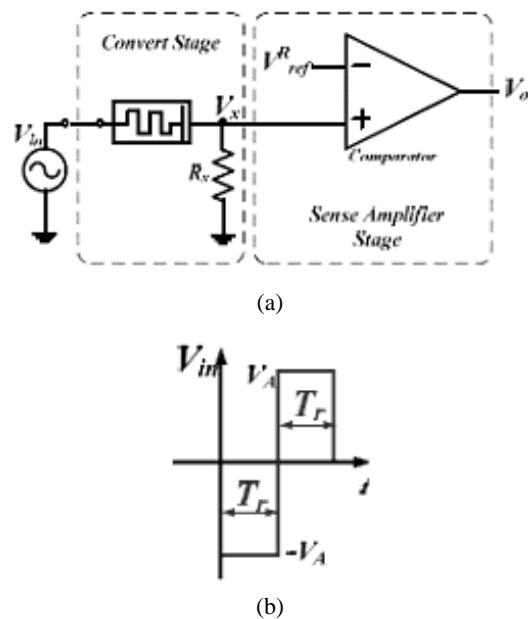 Convert Stage
V_in
V_x
R_x
V^R_ref
−
+
Comparator
V_o
Sense Amplifier
Stage
(a)
V_in
V_A
T_r
t
T_r
-V_A
(b)